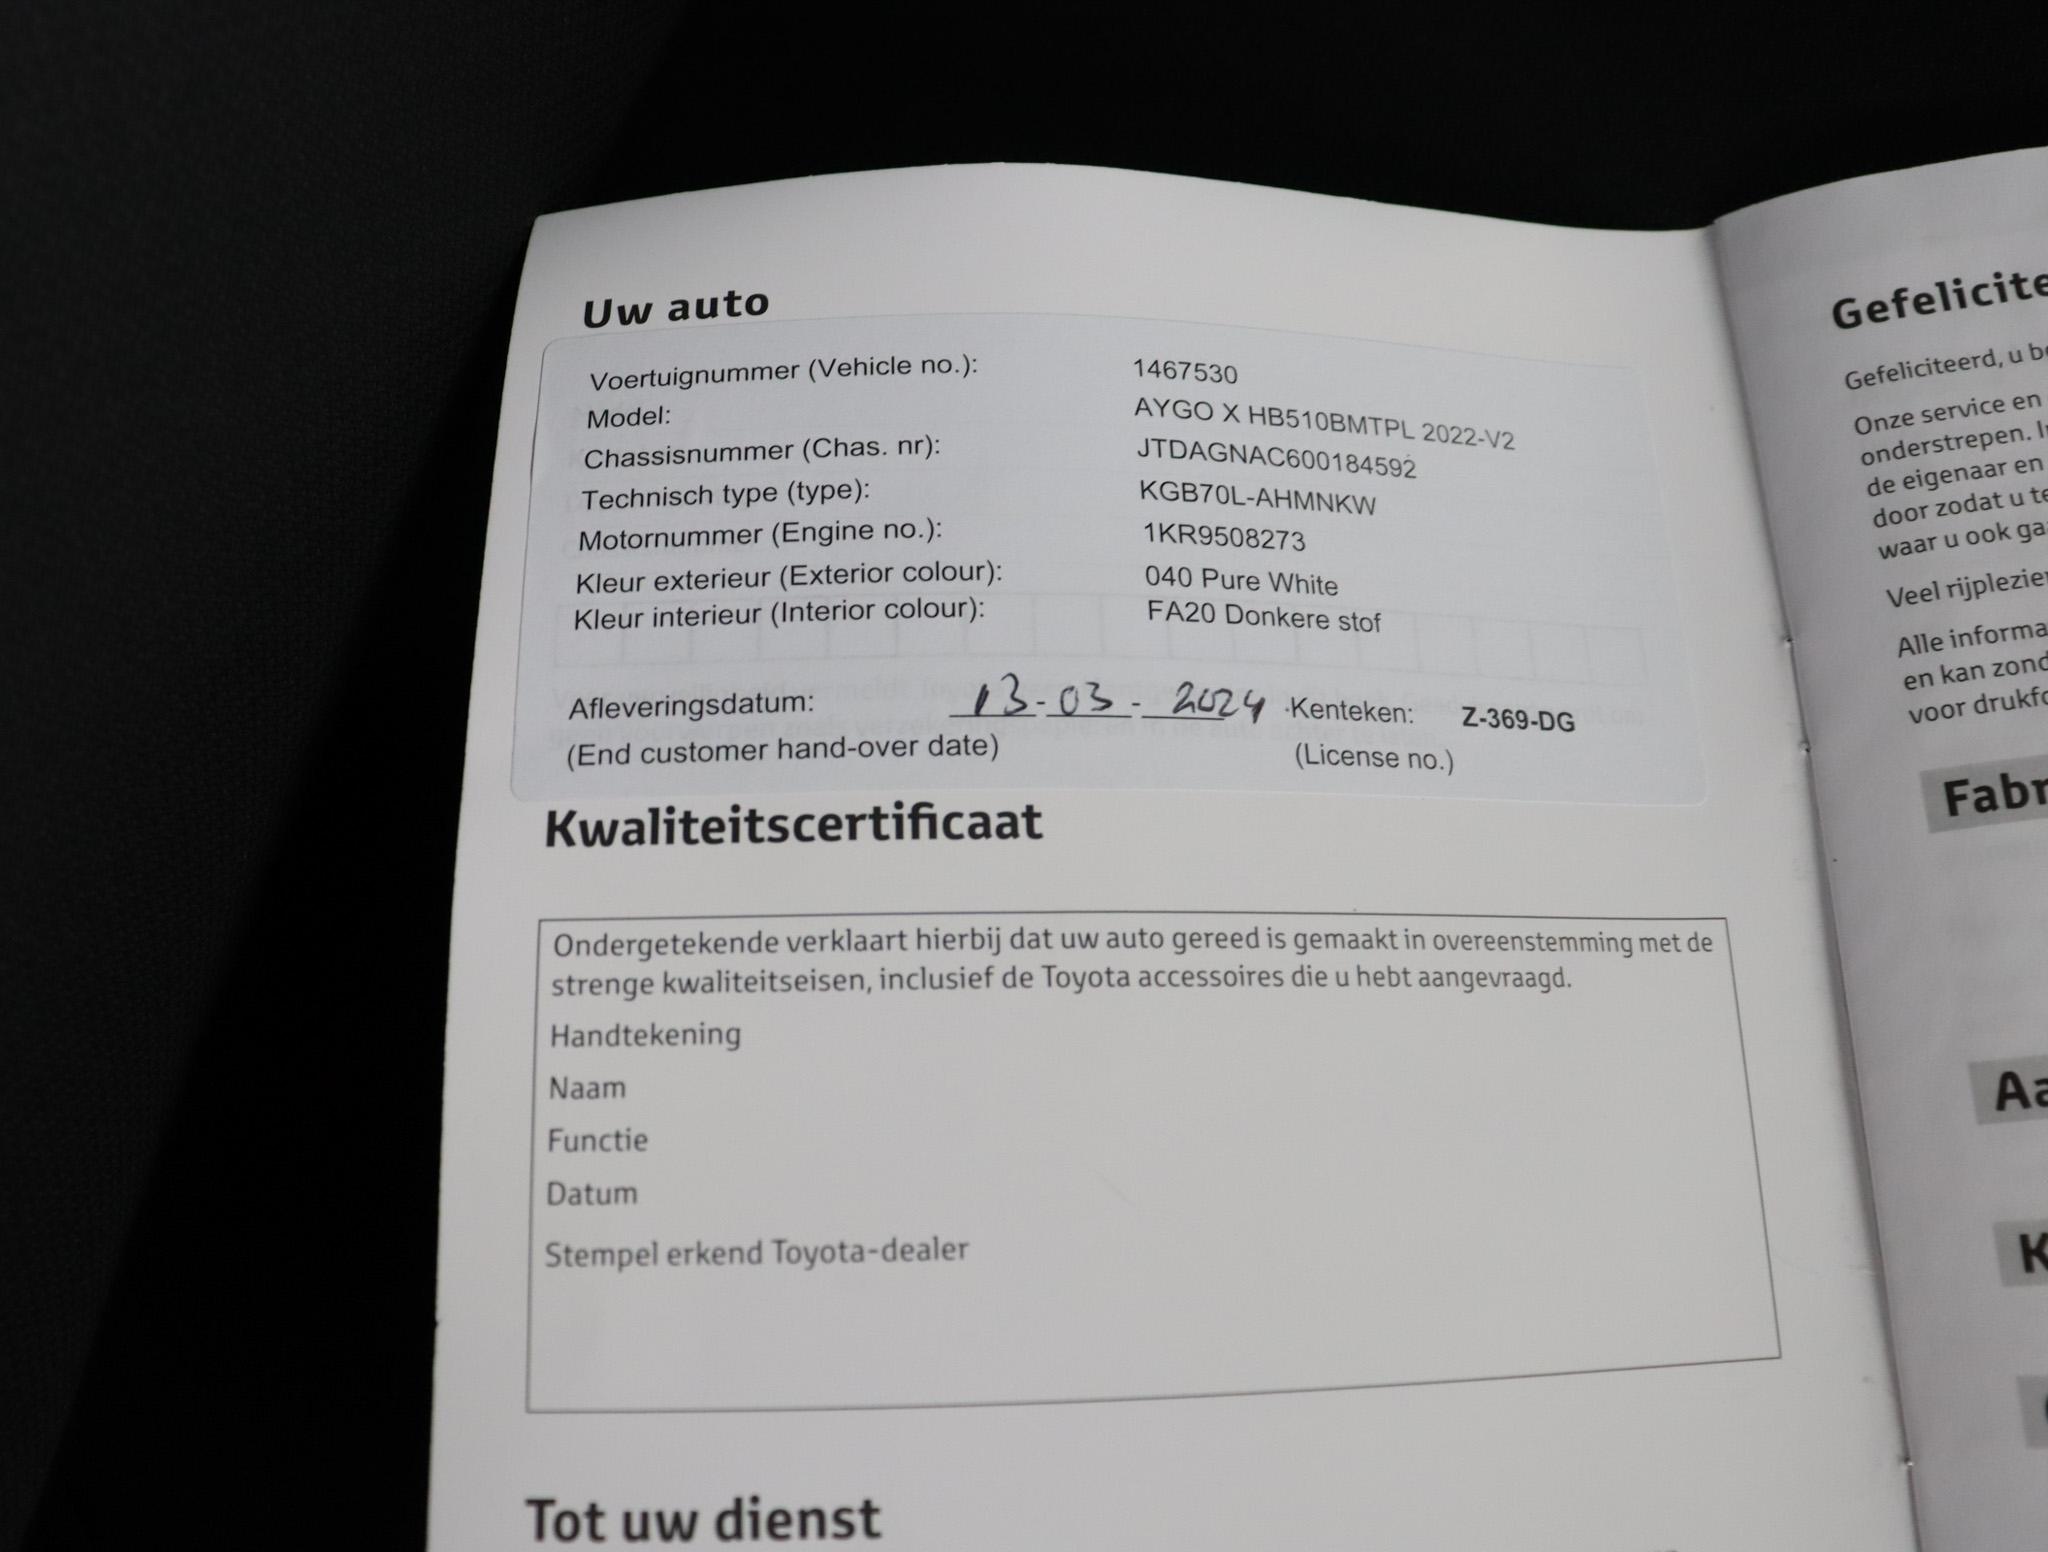 Uw auto
Voertuignummer (Vehicle no.): 1467530
Model: AYGO X HB510BMTPL 2022-V2
Chassisnummer (Chas. nr): JTDAGNAC600184592
Technisch type (type): KGB70L-AHMNKW
Motornummer (Engine no.): 1KR9508273
Kleur exterieur (Exterior colour): 040 Pure White
Kleur interieur (Interior colour): FA20 Donkere stof
Afleveringsdatum: 13-03-2024 Kenteken: Z-369-DG
(End customer hand-over date) (License no.)
Kwaliteitscertificaat
Ondergetekende verklaart hierbij dat uw auto gereed is gemaakt in overeenstemming met de
strenge kwaliteitseisen, inclusief de Toyota accessoires die u hebt aangevraagd.
Handtekening
Naam
Functie
Datum
Stempel erkend Toyota-dealer
Tot uw dienst
Gefelicite
Gefeliciteerd, u be
Onze service en
onderstrepen. I
de eigenaar en
door zodat u te
waar u ook ga
Veel rijplezie
Alle informa
en kan zond
voor drukfo
Fabr
Aa
K